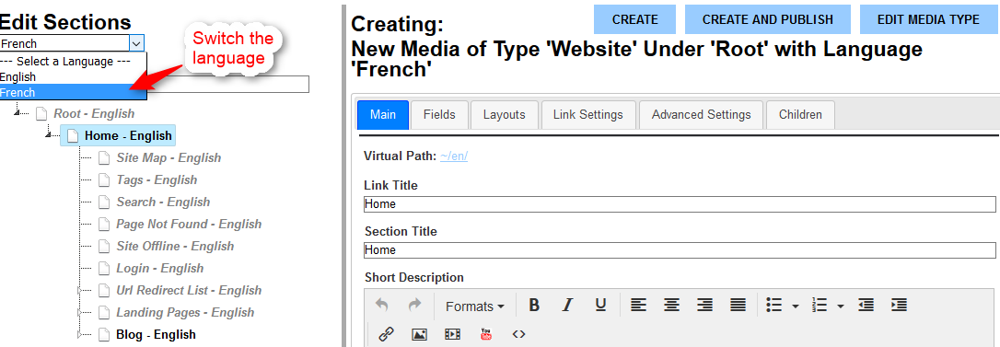 Edit Sections
French
--- Select a Language ---
English
French
Switch the
language
Root - English
Home - English
Site Map - English
Tags - English
Search - English
Page Not Found - English
Site Offline - English
Login - English
Url Redirect List - English
Landing Pages - English
Blog - English
Creating:
New Media of Type 'Website' Under 'Root' with Language
'French'
CREATE
CREATE AND PUBLISH
EDIT MEDIA TYPE
Main
Fields
Layouts
Link Settings
Advanced Settings
Children
Virtual Path: ~/en/
Link Title
Home
Section Title
Home
Short Description
Formats
B I U
You
Tube